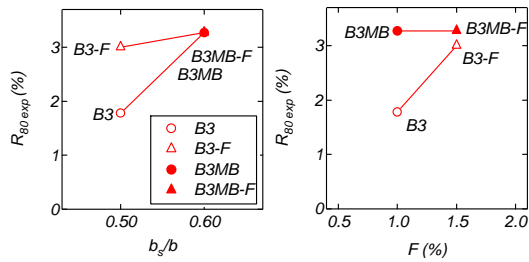 R80 exp (%)
3
2
1
0
B3-F
B3
B3MB-F
B3MB
B3
B3-F
B3MB
B3MB-F
0.50
0.60
bs/b
R80 exp (%)
3
2
1
0
B3MB
B3MB-F
B3-F
B3
0.5
1.0
1.5
2.0
F (%)